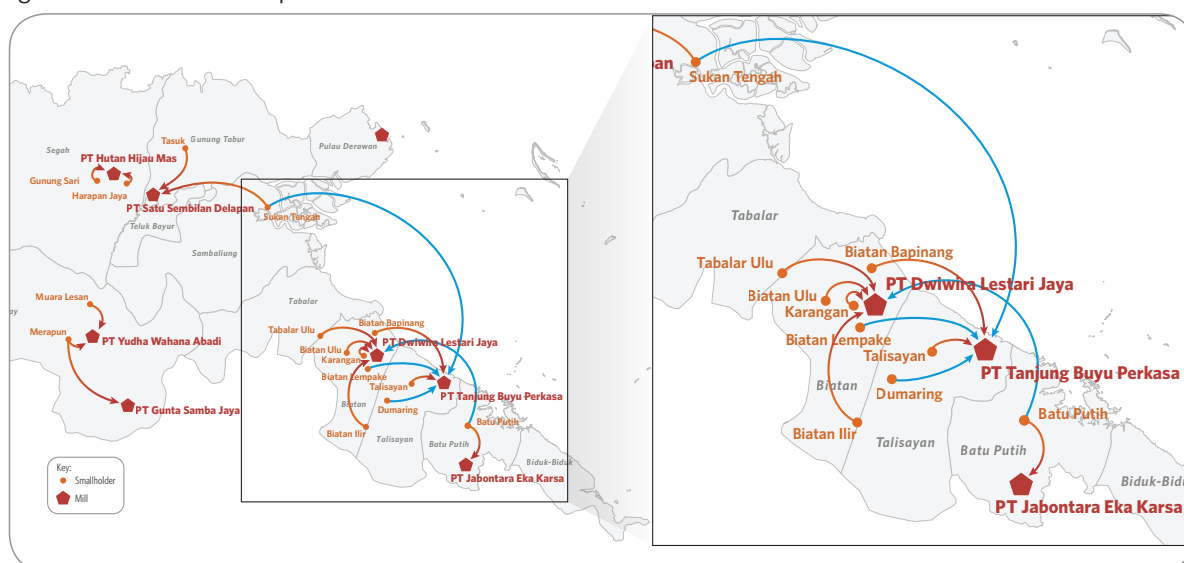 Segah
Gunung Tabur
Tasuk
Pulau Derawan
PT Hutan Hijau Mas
Gunung Sari
Harapan Jaya
PT Satu Sembilan Delapan
Teluk Bayur
Sukan Tengah
Sambaliung
Muara Lesan
Tabalar
ay
Merapun
PT Yudha Wahana Abadi
Tabalar Ulu
Biatan Bapinang
Biatan Ulu
PT Dwiwira Lestari Jaya
Karangan
Biatan Lempake
Talisayan
PT Tanjung Buyu Perkasa
Bintan
Dumaring
PT Gunta Samba Jaya
Biatan Ilir
Talisayan
Batu Putih
Batu Putih
Biduk-Biduk
PT Jabontara Eka Karsa
Key:
Smallholder
Mill
pan
Sukan Tengah
Tabalar
Biatan Bapinang
Tabalar Ulu
PT Dwiwira Lestari Jaya
Biatan Ulu
Karangan
Biatan Lempake
Talisayan
PT Tanjung Buyu Perkasa
Bintan
Dumaring
Batu Putih
Biatan Ilir
Talisayan
Batu Putih
Biduk-Bidu
PT Jabontara Eka Karsa